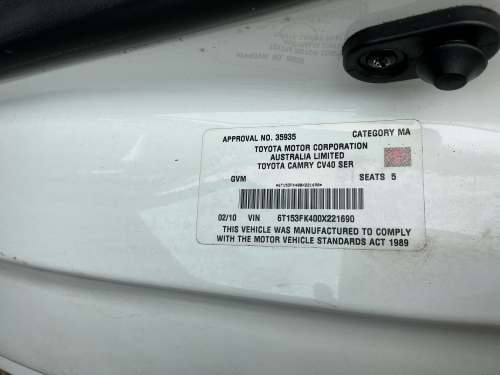 APPROVAL NO. 35935 CATEGORY MA
TOYOTA MOTOR CORPORATION
AUSTRALIA LIMITED
TOYOTA CAMRY CV40 SER
GVM SEATS 5
*6T153FK400X221690*
02/10 VIN 6T153FK400X221690
THIS VEHICLE WAS MANUFACTURED TO COMPLY
WITH THE MOTOR VEHICLE STANDARDS ACT 1989